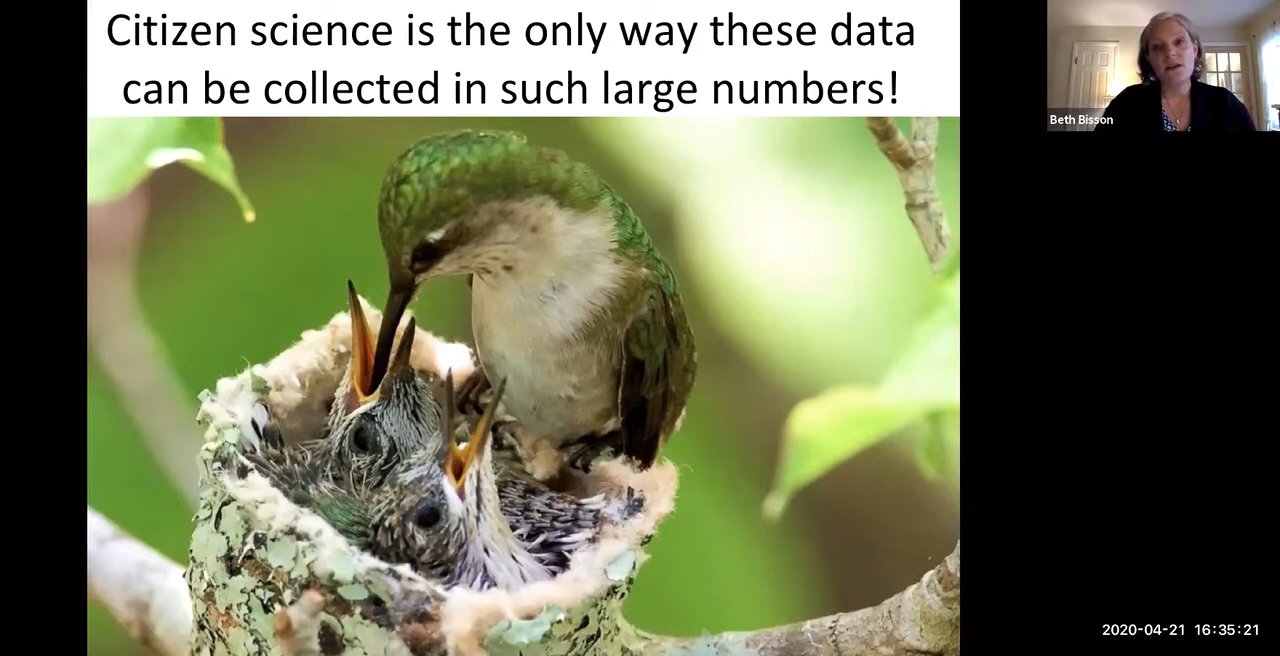 Citizen science is the only way these data
can be collected in such large numbers!
Beth Bisson
2020-04-21 16:35:21